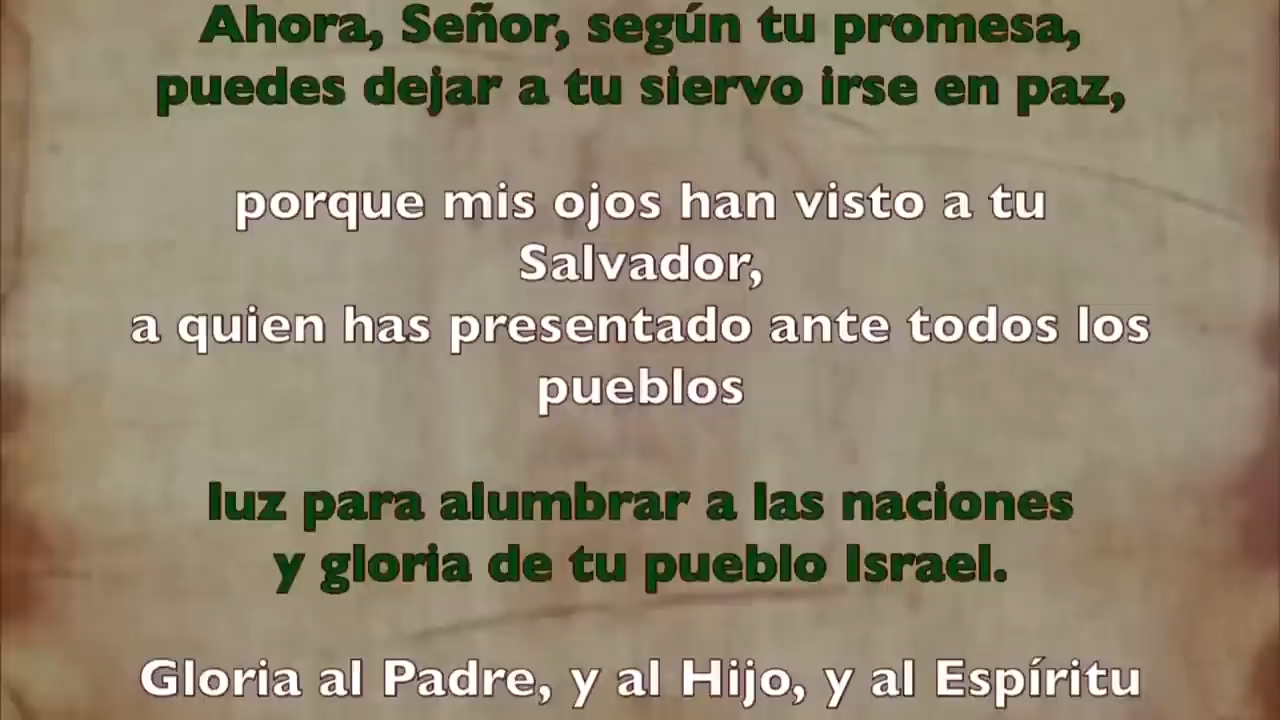 Ahora, Señor, según tu promesa,
puedes dejar a tu siervo irse en paz,
porque mis ojos han visto a tu
Salvador,
a quien has presentado ante todos los
pueblos
luz para alumbrar a las naciones
y gloria de tu pueblo Israel.
Gloria al Padre, y al Hijo, y al Espíritu